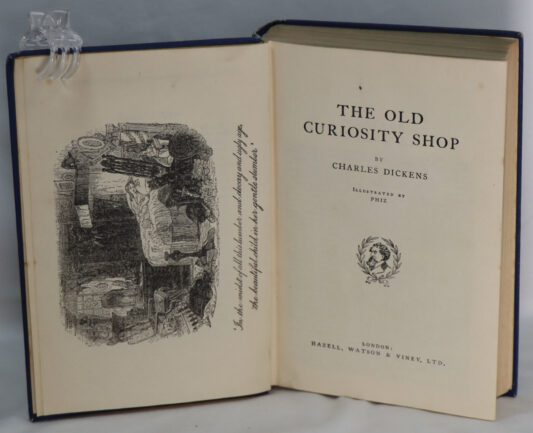 'In the midst of all this lumber and decay and ugly age,
the beautiful child in her gentle slumber.'
THE OLD
CURIOSITY SHOP
BY
CHARLES DICKENS
ILLUSTRATED BY
PHIZ
LONDON:
HAZELL, WATSON & VINEY, LTD.